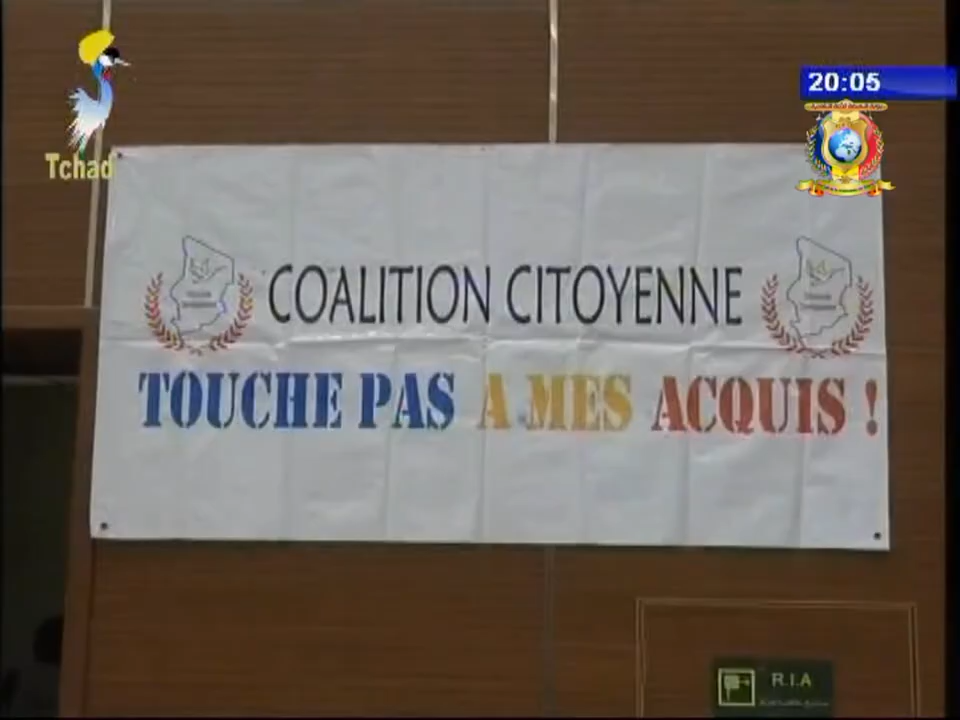 20:05
Tchad
COALITION CITOYENNE
TOUCHE PAS A MES ACQUIS !
R.I.A